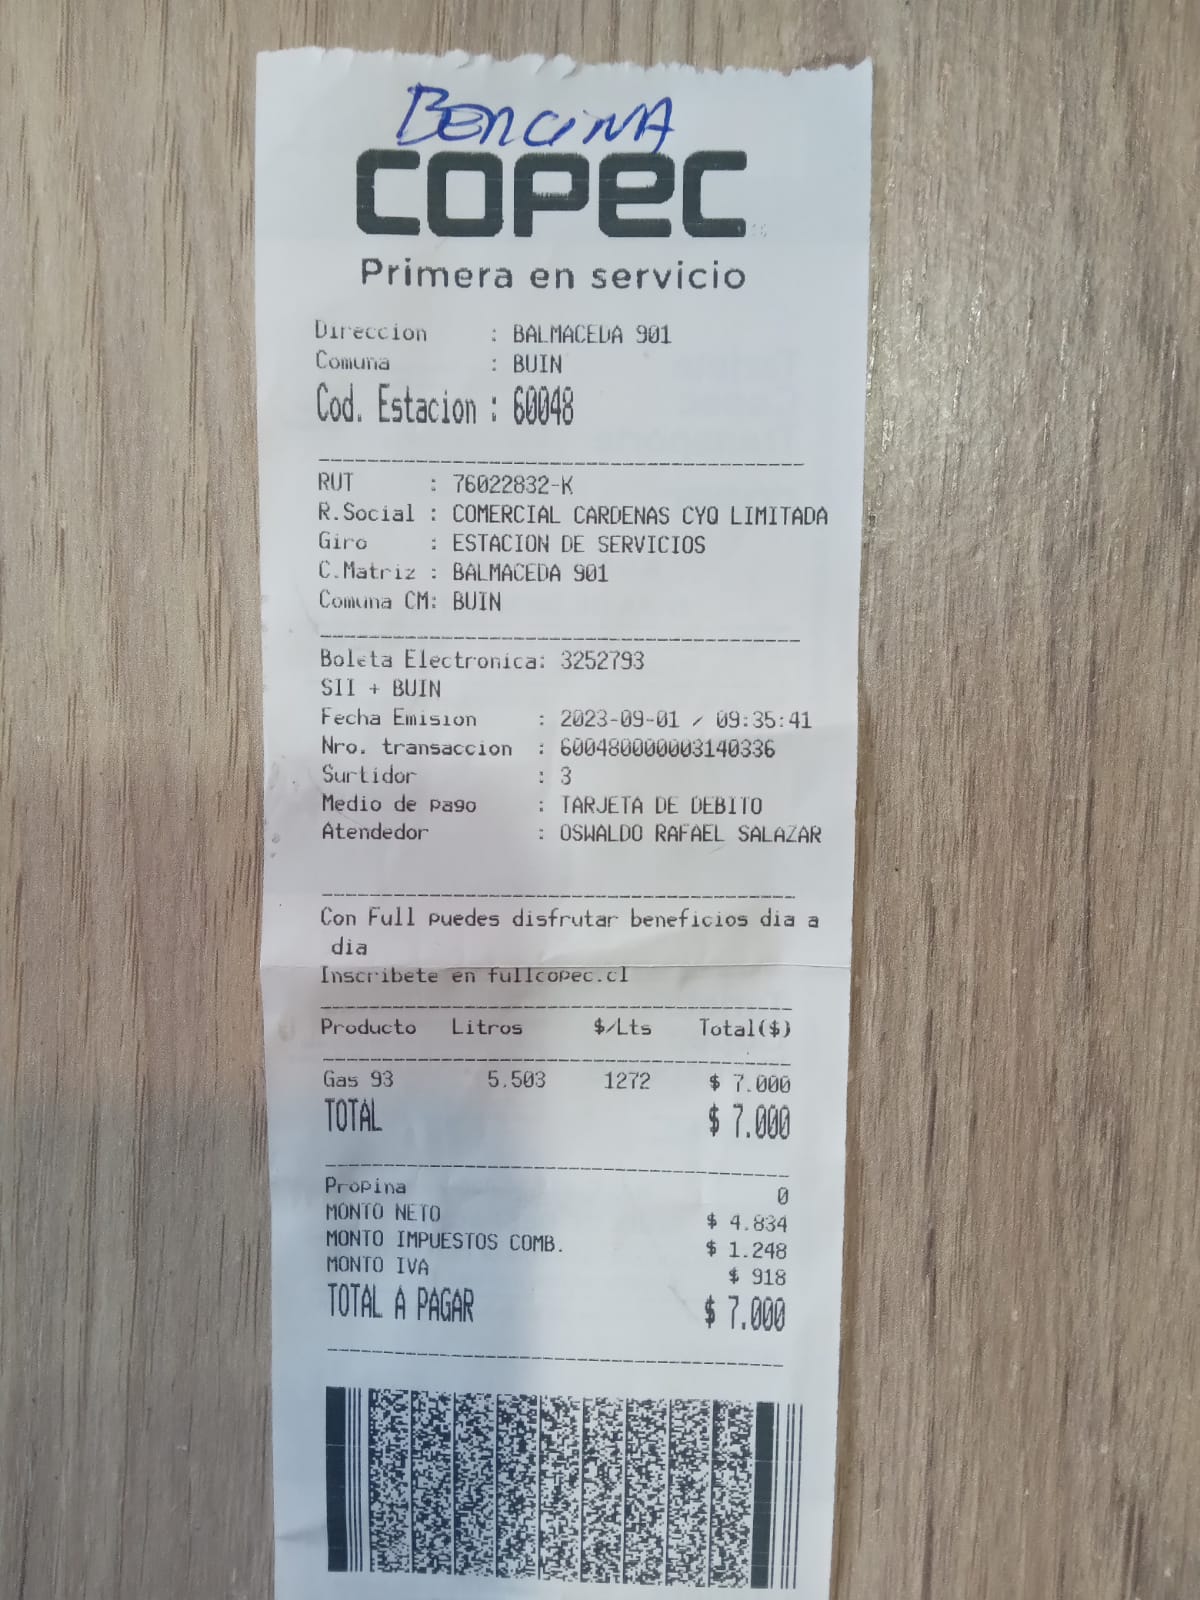 BENCINA
COPEC
Primera en servicio
Direccion : BALMACEDA 901
Comuna : BUIN
Cod. Estacion : 60048
RUT : 76022832-K
R.Social : COMERCIAL CARDENAS CYQ LIMITADA
Giro : ESTACION DE SERVICIOS
C.Matriz : BALMACEDA 901
Comuna CM: BUIN
Boleta Electronica: 3252793
SII + BUIN
Fecha Emision : 2023-09-01 / 09:35:41
Nro. transaccion : 600480000003140336
Surtidor : 3
Medio de pago : TARJETA DE DEBITO
Atendedor : OSWALDO RAFAEL SALAZAR
Con Full puedes disfrutar beneficios dia a
dia
Inscribete en fullcopec.cl
Producto Litros $/Lts Total($)
Gas 93 5.503 1272 $ 7.000
TOTAL $ 7.000
Propina 0
MONTO NETO $ 4.834
MONTO IMPUESTOS COMB. $ 1.248
MONTO IVA $ 918
TOTAL A PAGAR $ 7.000